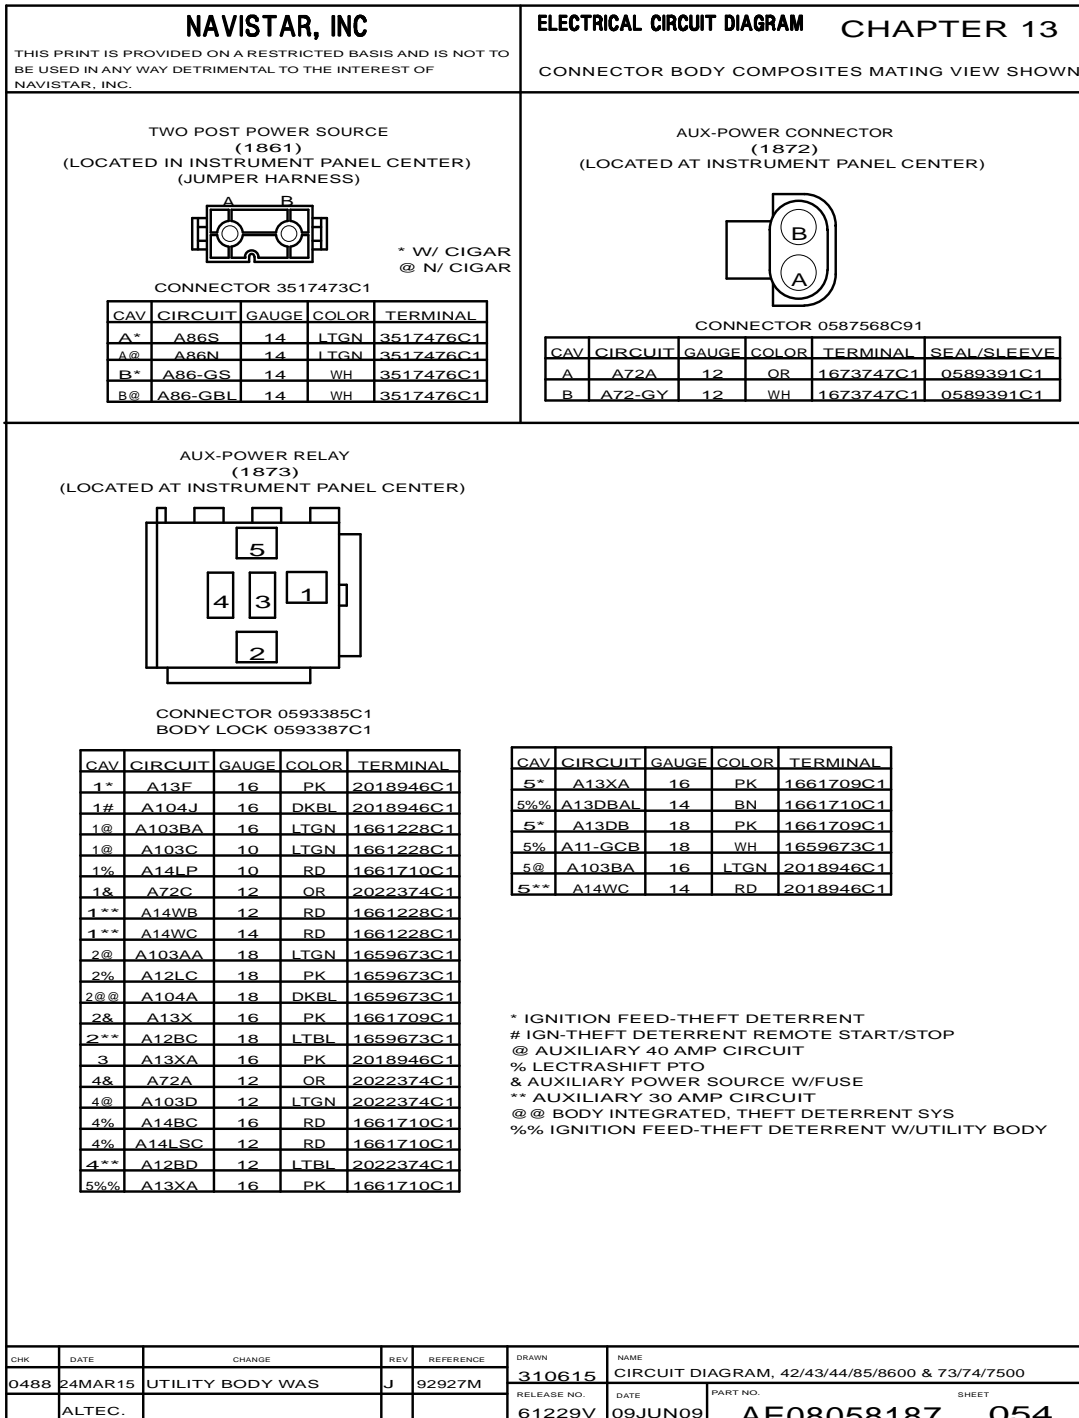 NAVISTAR, INC
THIS PRINT IS PROVIDED ON A RESTRICTED BASIS AND IS NOT TO
BE USED IN ANY WAY DETRIMENTAL TO THE INTEREST OF
NAVISTAR, INC.
ELECTRICAL CIRCUIT DIAGRAM CHAPTER 13
CONNECTOR BODY COMPOSITES MATING VIEW SHOWN
TWO POST POWER SOURCE
(1861)
(LOCATED IN INSTRUMENT PANEL CENTER)
(JUMPER HARNESS)
A B
* W/ CIGAR
@ N/ CIGAR
CONNECTOR 3517473C1
CAV CIRCUIT GAUGE COLOR TERMINAL
A* A86S 14 LTGN 3517476C1
A@ A86N 14 LTGN 3517476C1
B* A86-GS 14 WH 3517476C1
B@ A86-GBL 14 WH 3517476C1
AUX-POWER CONNECTOR
(1872)
(LOCATED AT INSTRUMENT PANEL CENTER)
B
A
CONNECTOR 0587568C91
CAV CIRCUIT GAUGE COLOR TERMINAL SEAL/SLEEVE
A A72A 12 OR 1673747C1 0589391C1
B A72-GY 12 WH 1673747C1 0589391C1
AUX-POWER RELAY
(1873)
(LOCATED AT INSTRUMENT PANEL CENTER)
5
4 3 1
2
CONNECTOR 0593385C1
BODY LOCK 0593387C1
CAV CIRCUIT GAUGE COLOR TERMINAL
1* A13F 16 PK 2018946C1
1# A104J 16 DKBL 2018946C1
1@ A103BA 16 LTGN 1661228C1
1@ A103C 10 LTGN 1661228C1
1% A14LP 10 RD 1661710C1
1& A72C 12 OR 2022374C1
1** A14WB 12 RD 1661228C1
1** A14WC 14 RD 1661228C1
2@ A103AA 18 LTGN 1659673C1
2% A12LC 18 PK 1659673C1
2@@ A104A 18 DKBL 1659673C1
2& A13X 16 PK 1661709C1
2** A12BC 18 LTBL 1659673C1
3 A13XA 16 PK 2018946C1
4& A72A 12 OR 2022374C1
4@ A103D 12 LTGN 2022374C1
4% A14BC 16 RD 1661710C1
4% A14LSC 12 RD 1661710C1
4** A12BD 12 LTBL 2022374C1
5%% A13XA 16 PK 1661710C1
CAV CIRCUIT GAUGE COLOR TERMINAL
5* A13XA 16 PK 1661709C1
5%% A13DBAL 14 BN 1661710C1
5* A13DB 18 PK 1661709C1
5% A11-GCB 18 WH 1659673C1
5@ A103BA 16 LTGN 2018946C1
5** A14WC 14 RD 2018946C1
* IGNITION FEED-THEFT DETERRENT
# IGN-THEFT DETERRENT REMOTE START/STOP
@ AUXILIARY 40 AMP CIRCUIT
% LECTRASHIFT PTO
& AUXILIARY POWER SOURCE W/FUSE
** AUXILIARY 30 AMP CIRCUIT
@@ BODY INTEGRATED, THEFT DETERRENT SYS
%% IGNITION FEED-THEFT DETERRENT W/UTILITY BODY
CHK DATE CHANGE REV REFERENCE
0488 24MAR15 UTILITY BODY WAS J 92927M
ALTEC.
DRAWN NAME
310615 CIRCUIT DIAGRAM, 42/43/44/85/8600 & 73/74/7500
RELEASE NO. DATE PART NO. SHEET
61229V 09JUN09 AE08058187 054